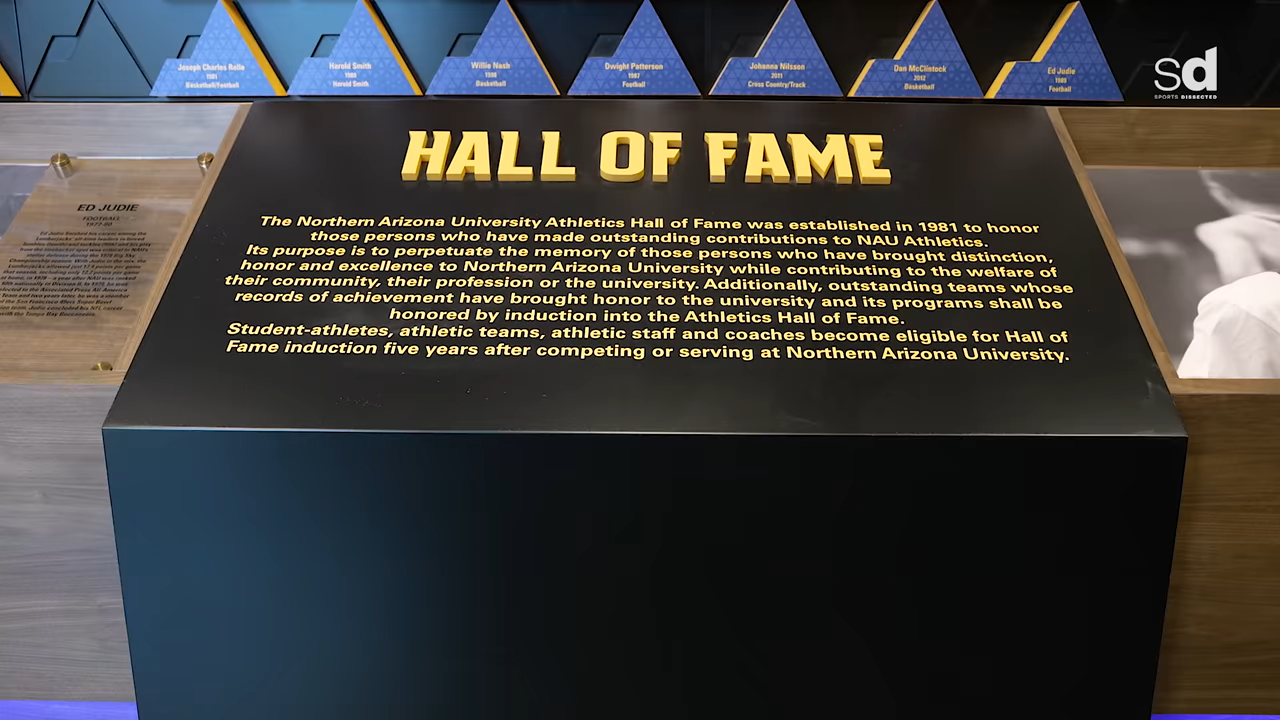 Joseph Charles Rolle
1981
Basketball/Football
Harold Smith
1986
Harold Smith
Willie Nash
1986
Basketball
Dwight Patterson
1987
Football
Johanna Nilsson
2011
Cross Country/Track
Dan McClintock
2012
Basketball
Ed Judie
1989
Football
sd
SPORTS DISSECTED
HALL OF FAME
The Northern Arizona University Athletics Hall of Fame was established in 1981 to honor
those persons who have made outstanding contributions to NAU Athletics.
Its purpose is to perpetuate the memory of those persons who have brought distinction,
honor and excellence to Northern Arizona University while contributing to the welfare of
their community, their profession or the university. Additionally, outstanding teams whose
records of achievement have brought honor to the university and its programs shall be
honored by induction into the Athletics Hall of Fame.
Student-athletes, athletic teams, athletic staff and coaches become eligible for Hall of
Fame induction five years after competing or serving at Northern Arizona University.
ED JUDIE
FOOTBALL
1977-80